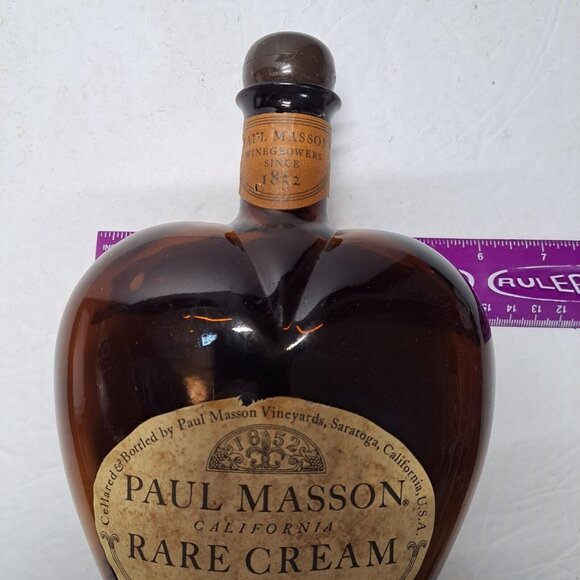 PAUL MASSON
WINEGROWERS
SINCE
1852
6 7
RULER
15 14 13 12
Cellared & Bottled by Paul Masson Vineyards, Saratoga, California, U.S.A.
1852
PAUL MASSON®
CALIFORNIA
RARE CREAM